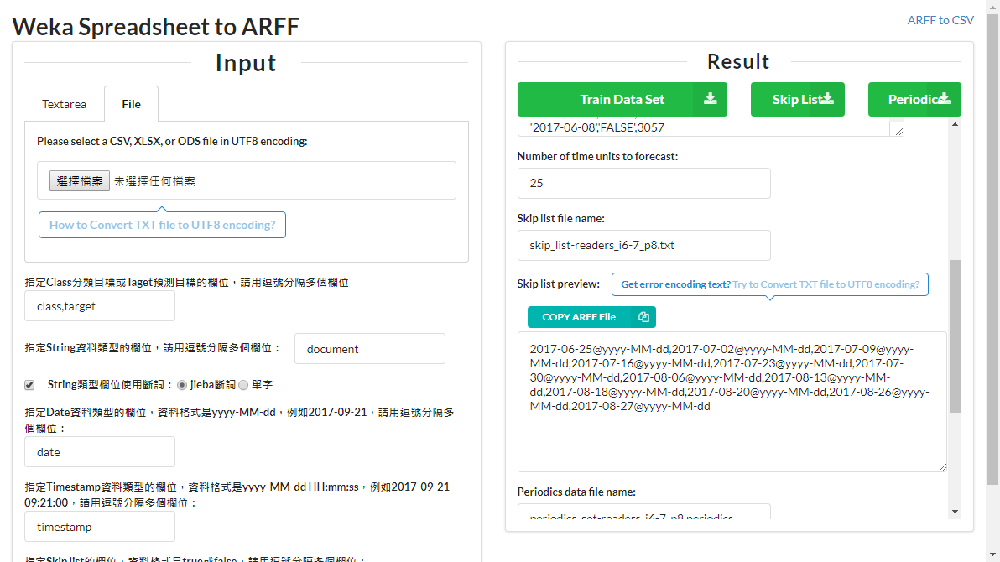 Weka Spreadsheet to ARFF
ARFF to CSV
Input
Textarea
File
Please select a CSV, XLSX, or ODS file in UTF8 encoding:
選擇檔案 未選擇任何檔案
How to Convert TXT file to UTF8 encoding?
指定Class分類目標或Taget預測目標的欄位，請用逗號分隔多個欄位
class,target
指定String資料類型的欄位，請用逗號分隔多個欄位：
document
String類型欄位使用斷詞： jieba斷詞 單字
指定Date資料類型的欄位，資料格式是yyyy-MM-dd，例如2017-09-21，請用逗號分隔多
個欄位：
date
指定Timestamp資料類型的欄位，資料格式是yyyy-MM-dd HH:mm:ss，例如2017-09-21
09:21:00，請用逗號分隔多個欄位：
timestamp
指定Skip list的欄位，資料格式是true或false，請用逗號分隔多個欄位：
Result
Train Data Set
Skip List
Periodics
'2017-06-08','FALSE',3057
Number of time units to forecast:
25
Skip list file name:
skip_list-readers_i6-7_p8.txt
Skip list preview:
Get error encoding text? Try to Convert TXT file to UTF8 encoding?
COPY ARFF File
2017-06-25@yyyy-MM-dd,2017-07-02@yyyy-MM-dd,2017-07-09@yyyy-
MM-dd,2017-07-16@yyyy-MM-dd,2017-07-23@yyyy-MM-dd,2017-07-
30@yyyy-MM-dd,2017-08-06@yyyy-MM-dd,2017-08-13@yyyy-MM-
dd,2017-08-18@yyyy-MM-dd,2017-08-20@yyyy-MM-dd,2017-08-26@yyyy-
MM-dd,2017-08-27@yyyy-MM-dd
Periodics data file name:
periodics_set-readers_i6-7_p8.periodics